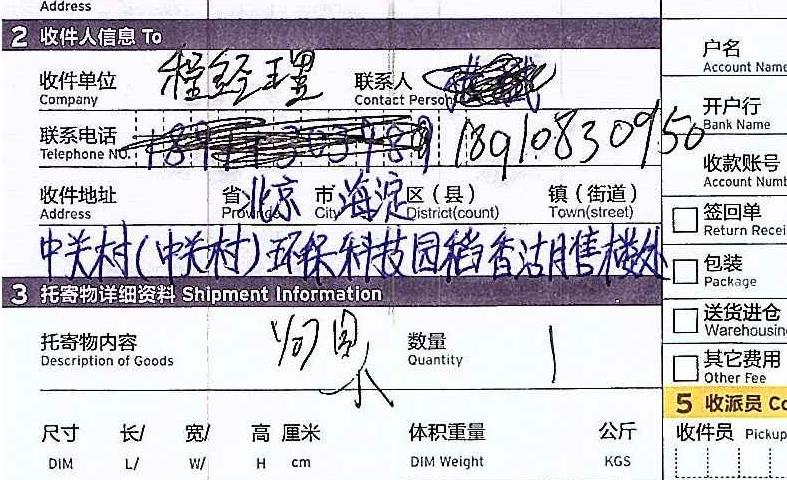 Address
2 收件人信息 To
户名
Account Name
收件单位 程经理 联系人
Company Contact Person
开户行
Bank Name
联系电话 18910830950
Telephone NO.
收款账号
Account Numb
收件地址 省 北京 市 海淀 区（县） 镇（街道）
Address Province City District(count) Town(street)
签回单
Return Recei
中关村(中关村)环保科技园稻香湖售楼处
包装
Package
3 托寄物详细资料 Shipment Information
送货进仓
Warehousin
托寄物内容 数量 1
Description of Goods Quantity
其它费用
Other Fee
5 收派员 Co
尺寸 长/ 宽/ 高 厘米 体积重量 公斤
DIM L/ W/ H cm DIM Weight KGS
收件员 Pickup